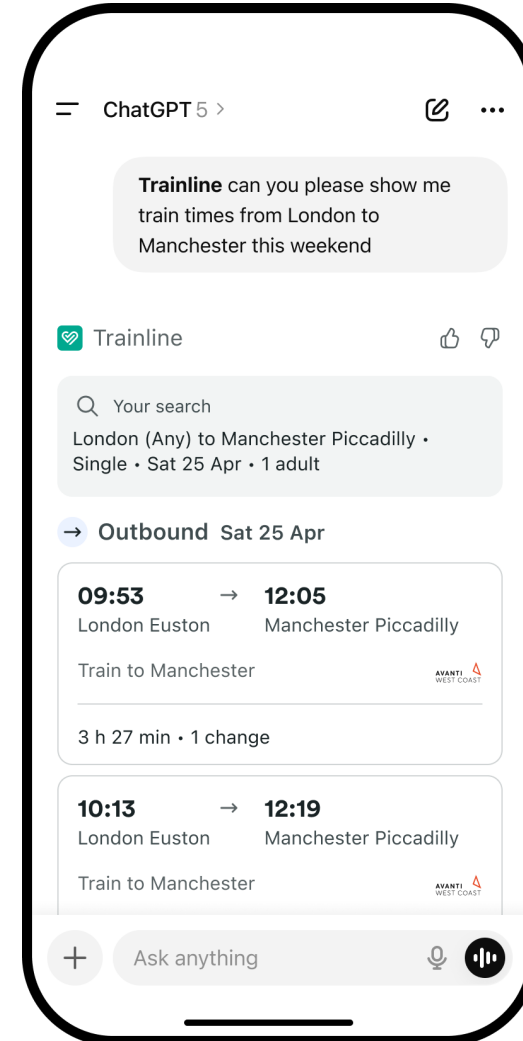 ChatGPT 5 >
Trainline can you please show me
train times from London to
Manchester this weekend
Trainline
Your search
London (Any) to Manchester Piccadilly •
Single • Sat 25 Apr • 1 adult
→ Outbound Sat 25 Apr
09:53 → 12:05
London Euston Manchester Piccadilly
Train to Manchester AVANTI
WEST COAST
3 h 27 min • 1 change
10:13 → 12:19
London Euston Manchester Piccadilly
Train to Manchester AVANTI
WEST COAST
Ask anything